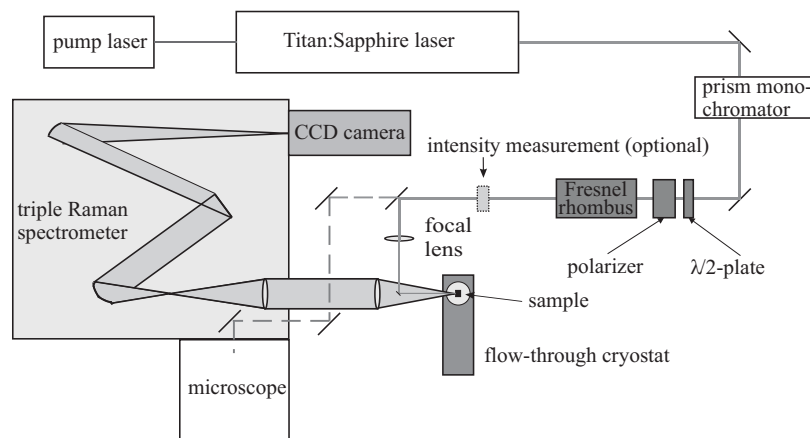 pump laser
Titan:Sapphire laser
prism mono-
chromator
CCD camera
intensity measurement (optional)
Fresnel
rhombus
triple Raman
spectrometer
focal
lens
polarizer
λ/2-plate
sample
flow-through cryostat
microscope